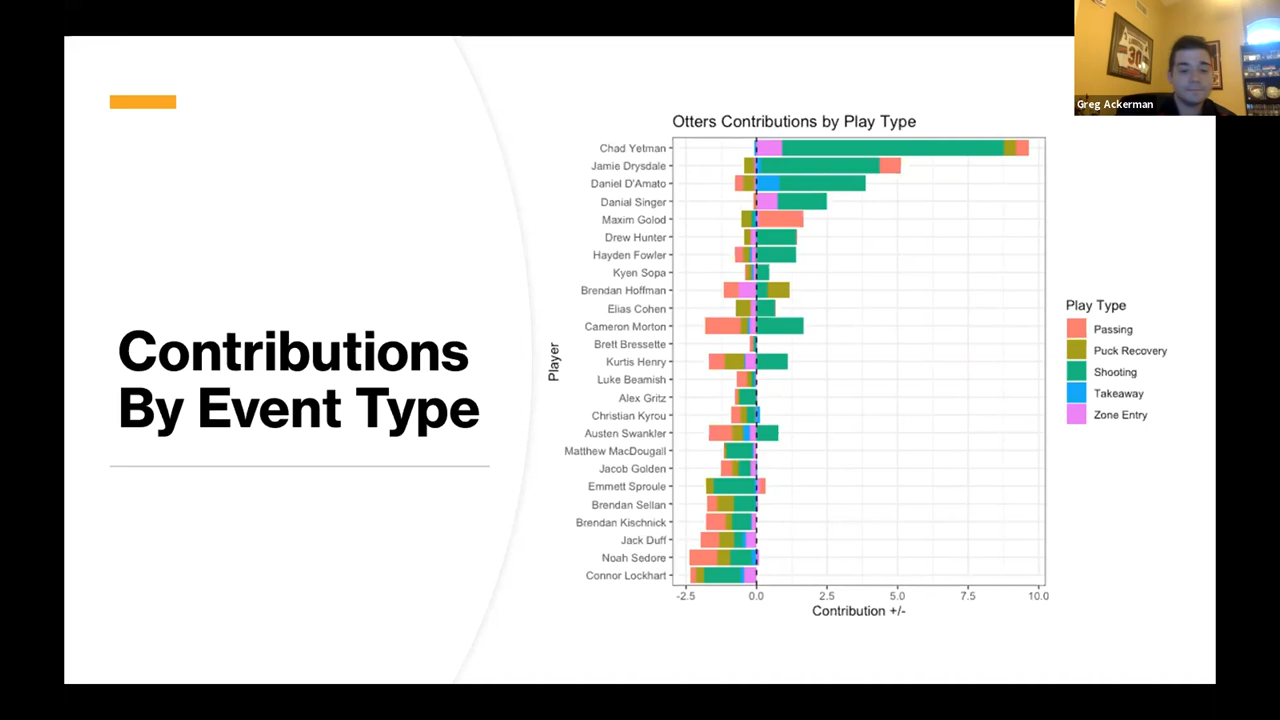 Contributions
By Event Type
Otters Contributions by Play Type
Player
Chad Yetman
Jamie Drysdale
Daniel D'Amato
Danial Singer
Maxim Golod
Drew Hunter
Hayden Fowler
Kyen Sopa
Brendan Hoffman
Elias Cohen
Cameron Morton
Brett Bressette
Kurtis Henry
Luke Beamish
Alex Gritz
Christian Kyrou
Austen Swankler
Matthew MacDougall
Jacob Golden
Emmett Sproule
Brendan Sellan
Brendan Kischnick
Jack Duff
Noah Sedore
Connor Lockhart
-2.5 0.0 2.5 5.0 7.5 10.0
Contribution +/-
Play Type
Passing
Puck Recovery
Shooting
Takeaway
Zone Entry
30
Greg Ackerman